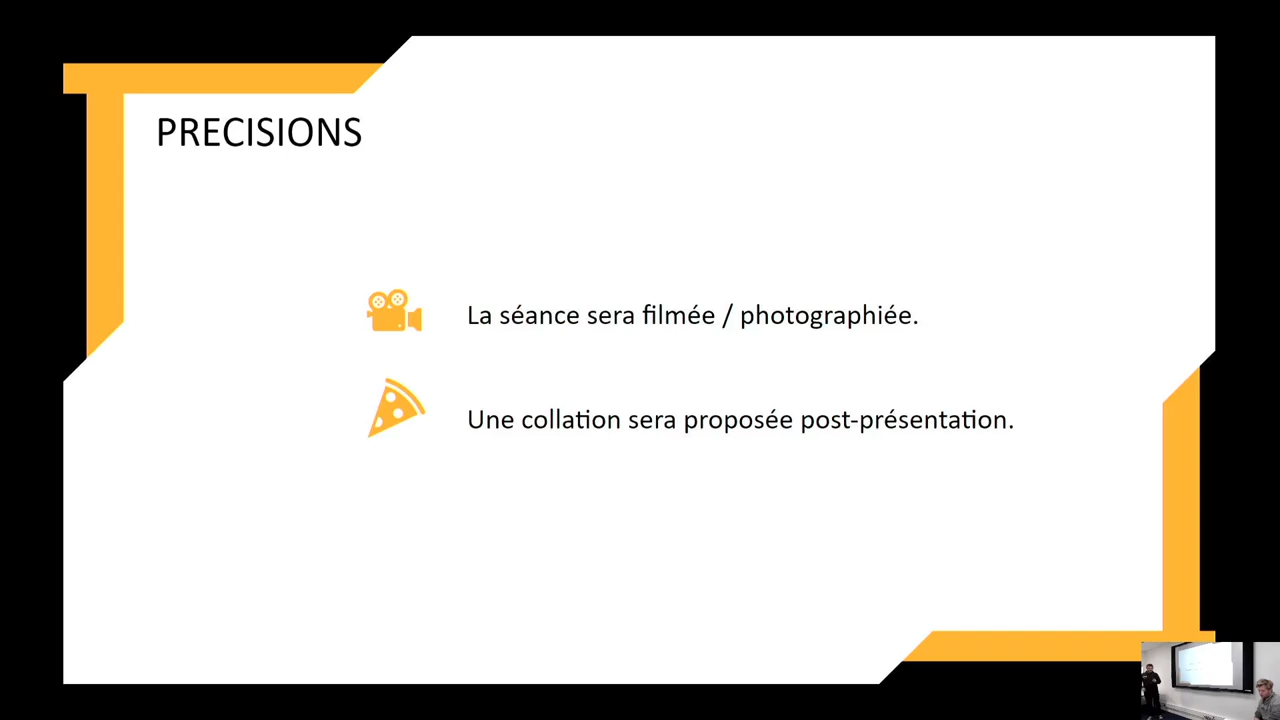 PRECISIONS
La séance sera filmée / photographiée.
Une collation sera proposée post-présentation.